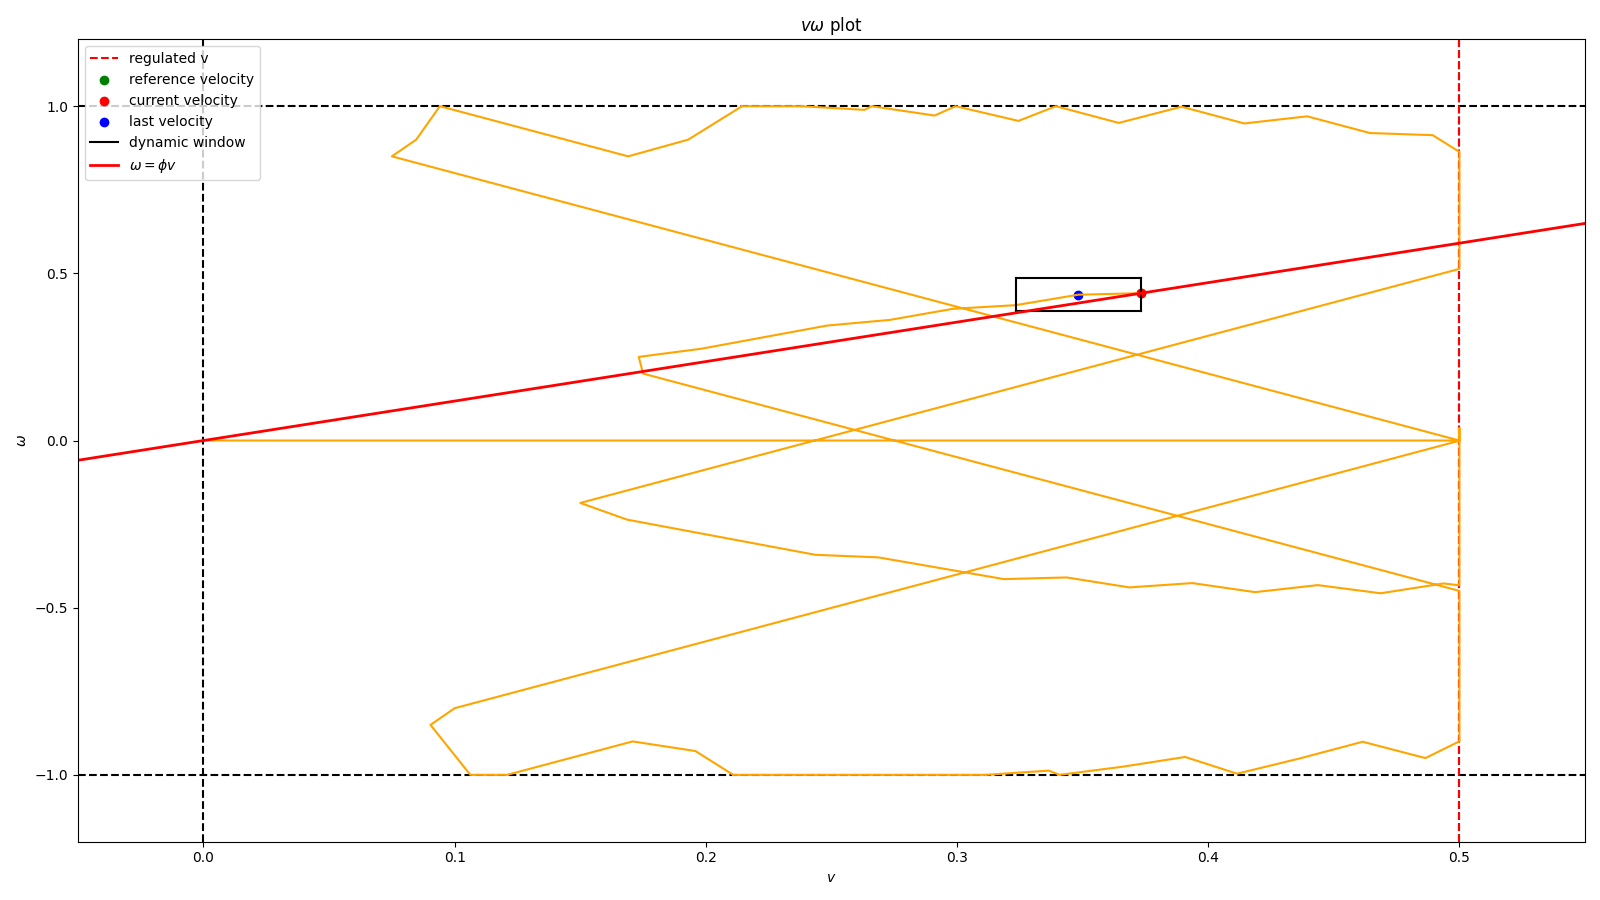 vω plot
regulated v
reference velocity
current velocity
last velocity
dynamic window
ω = ϕv
1.0
0.5
0.0
−0.5
−1.0
ω
0.0 0.1 0.2 0.3 0.4 0.5
v